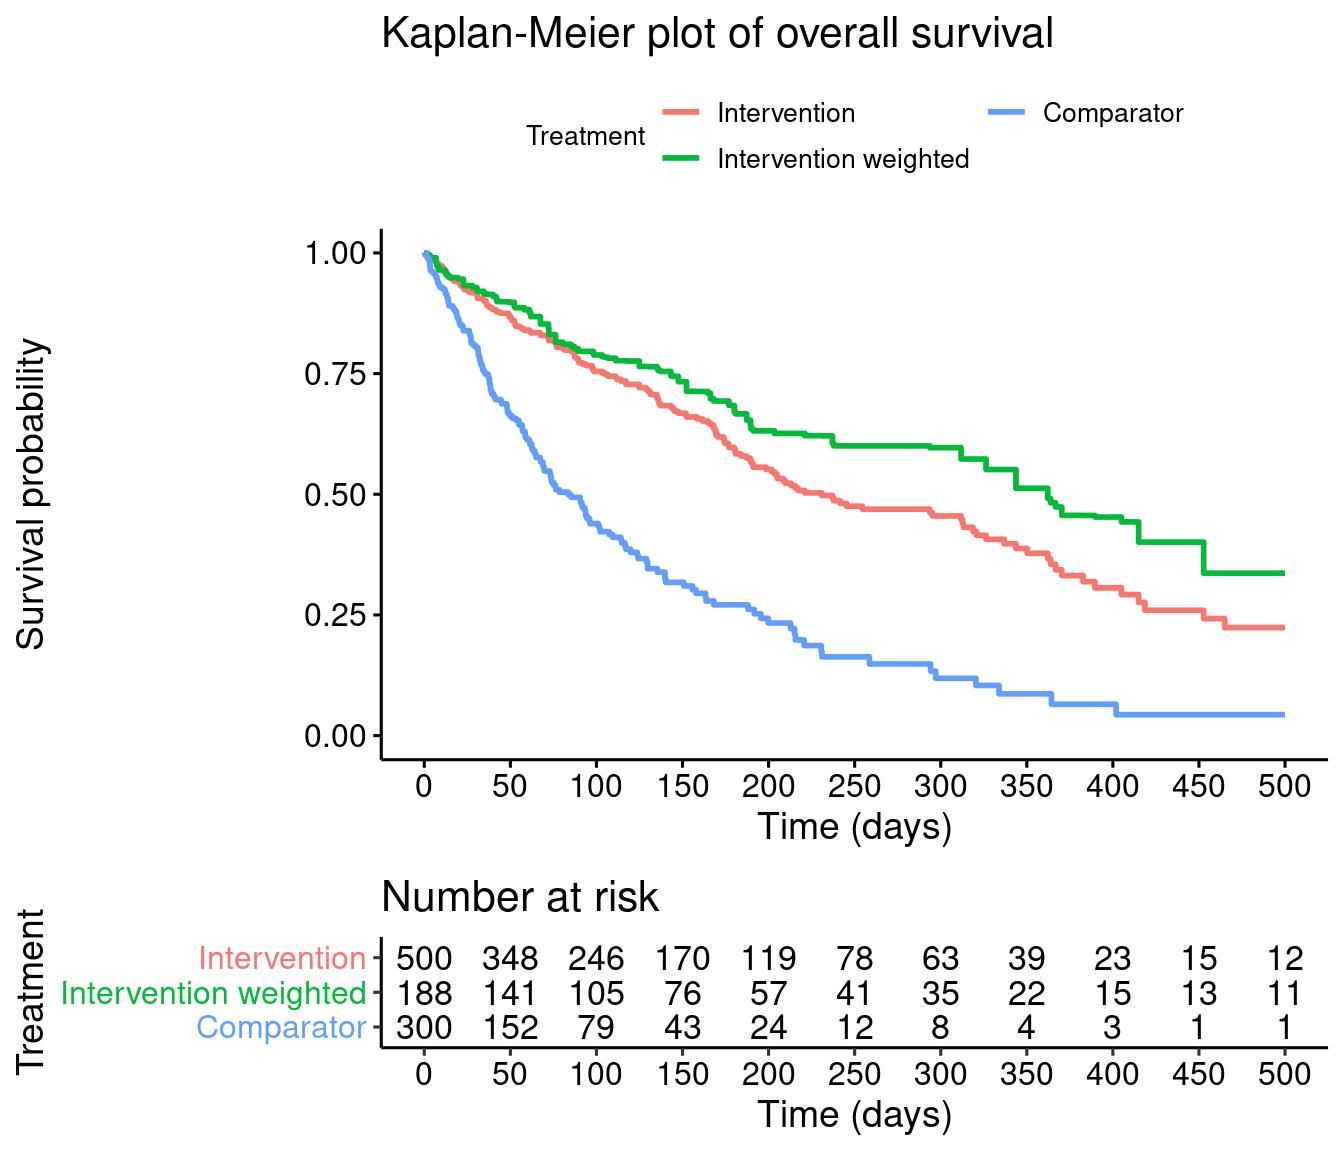 Kaplan-Meier plot of overall survival
Treatment
Intervention
Comparator
Intervention weighted
Survival probability
1.00
0.75
0.50
0.25
0.00
0 50 100 150 200 250 300 350 400 450 500
Time (days)
Number at risk
Treatment
Intervention 500 348 246 170 119 78 63 39 23 15 12
Intervention weighted 188 141 105 76 57 41 35 22 15 13 11
Comparator 300 152 79 43 24 12 8 4 3 1 1
0 50 100 150 200 250 300 350 400 450 500
Time (days)